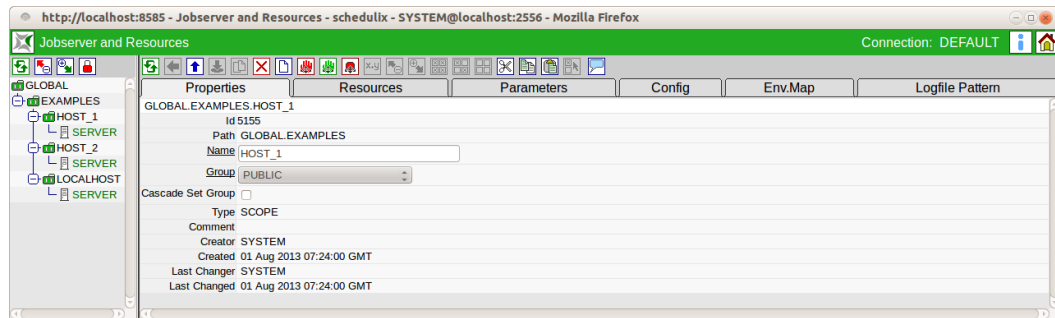 http://localhost:8585 - Jobserver and Resources - schedulix - SYSTEM@localhost:2556 - Mozilla Firefox
Jobserver and Resources
Connection: DEFAULT
GLOBAL
EXAMPLES
HOST_1
SERVER
HOST_2
SERVER
LOCALHOST
SERVER
Properties Resources Parameters Config Env.Map Logfile Pattern
GLOBAL.EXAMPLES.HOST_1
Id 5155
Path GLOBAL.EXAMPLES
Name HOST_1
Group PUBLIC
Cascade Set Group
Type SCOPE
Comment
Creator SYSTEM
Created 01 Aug 2013 07:24:00 GMT
Last Changer SYSTEM
Last Changed 01 Aug 2013 07:24:00 GMT